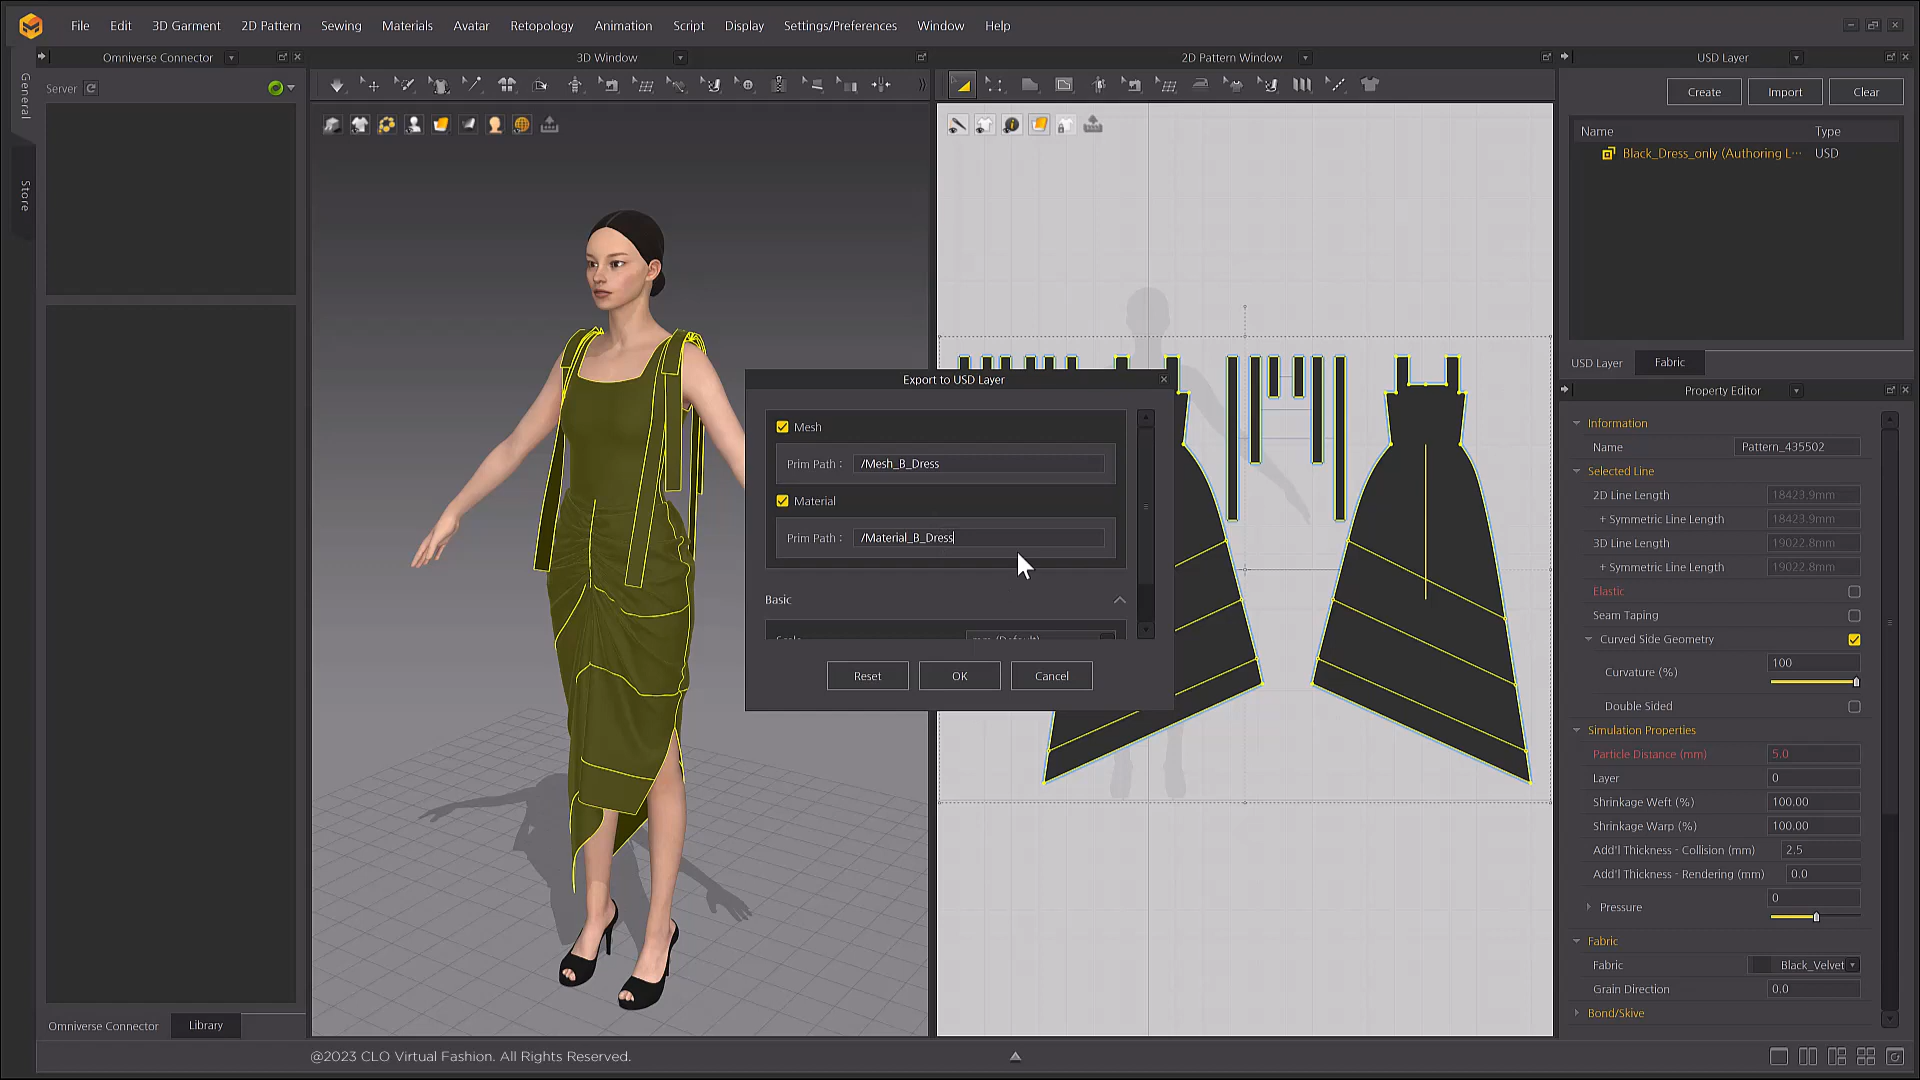 File Edit 3D Garment 2D Pattern Sewing Materials Avatar Retopology Animation Script Display Settings/Preferences Window Help
Omniverse Connector
3D Window
2D Pattern Window
USD Layer
General
Store
Server
Create Import Clear
Name Type
Black_Dress_only (Authoring L··· USD
USD Layer Fabric
Property Editor
Information
Name Pattern_435502
Selected Line
2D Line Length 18423.9mm
+ Symmetric Line Length 18423.9mm
3D Line Length 19022.8mm
+ Symmetric Line Length 19022.8mm
Elastic
Seam Taping
Curved Side Geometry
Curvature (%) 100
Double Sided
Simulation Properties
Particle Distance (mm) 5.0
Layer 0
Shrinkage Weft (%) 100.00
Shrinkage Warp (%) 100.00
Add'l Thickness - Collision (mm) 2.5
Add'l Thickness - Rendering (mm) 0.0
Pressure 0
Fabric
Fabric Black_Velvet
Grain Direction 0.0
Bond/Skive
Export to USD Layer
Mesh
Prim Path : /Mesh_B_Dress
Material
Prim Path : /Material_B_Dress
Basic
Scale mm (Default)
Reset OK Cancel
Omniverse Connector Library
@2023 CLO Virtual Fashion. All Rights Reserved.